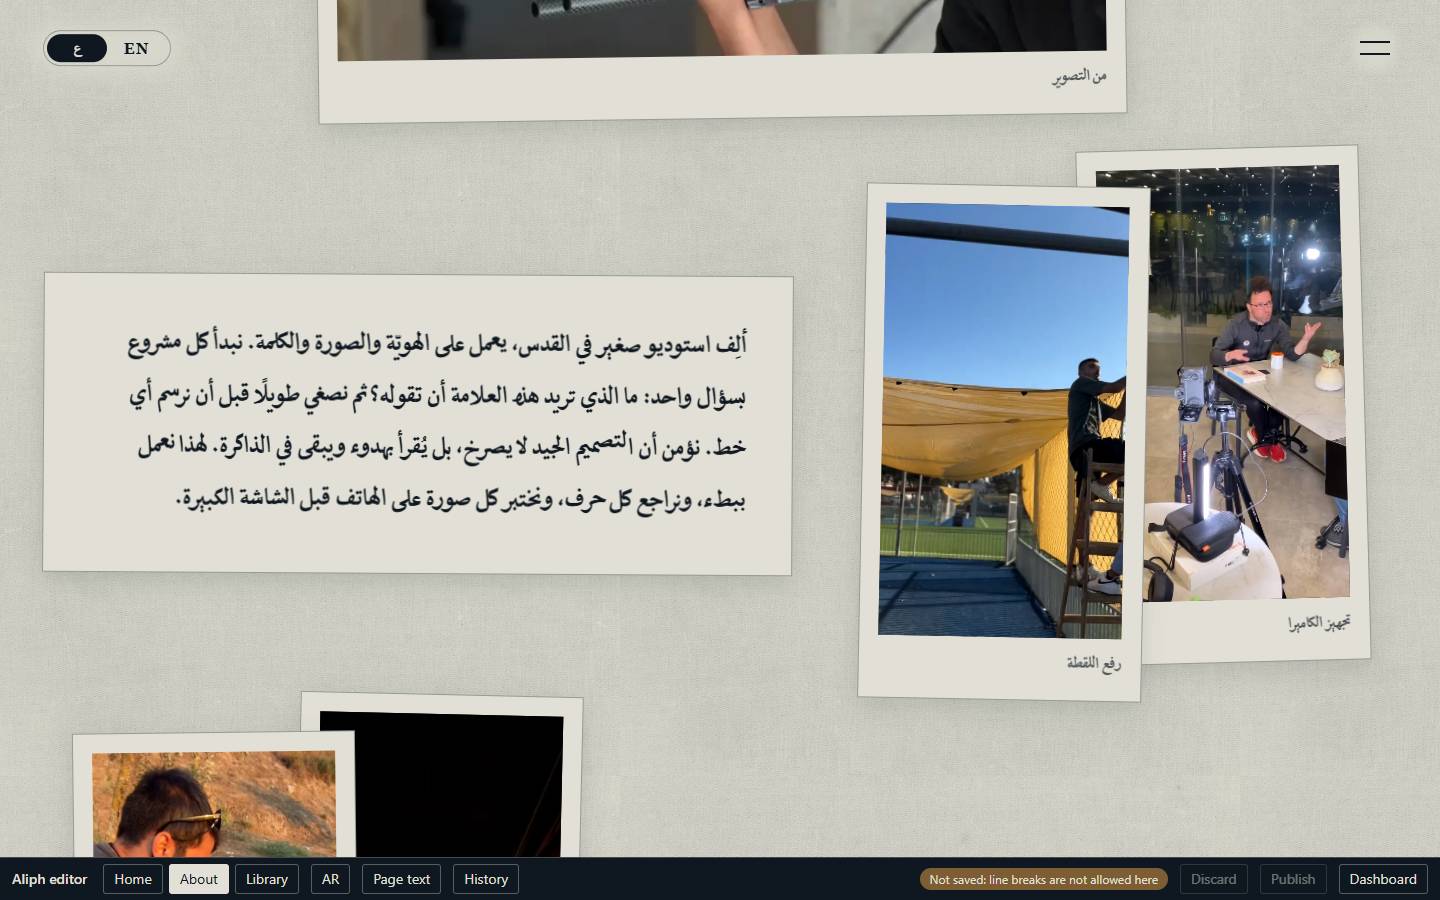 ع EN
من التصوير
ألِف استوديو صغير في القدس، يعمل على الهويّة والصورة والكلمة. نبدأ كل مشروع
بسؤال واحد: ما الذي تريد هذه العلامة أن تقوله؟ ثم نصغي طويلًا قبل أن نرسم أي
خط. نؤمن أن التصميم الجيد لا يصرخ، بل يُقرأ بهدوء ويبقى في الذاكرة. لهذا نعمل
ببطء، ونراجع كل حرف، ونختبر كل صورة على الهاتف قبل الشاشة الكبيرة.
تجهيز الكاميرا
رفع اللقطة
Aliph editor Home About Library AR Page text History Not saved: line breaks are not allowed here Discard Publish Dashboard